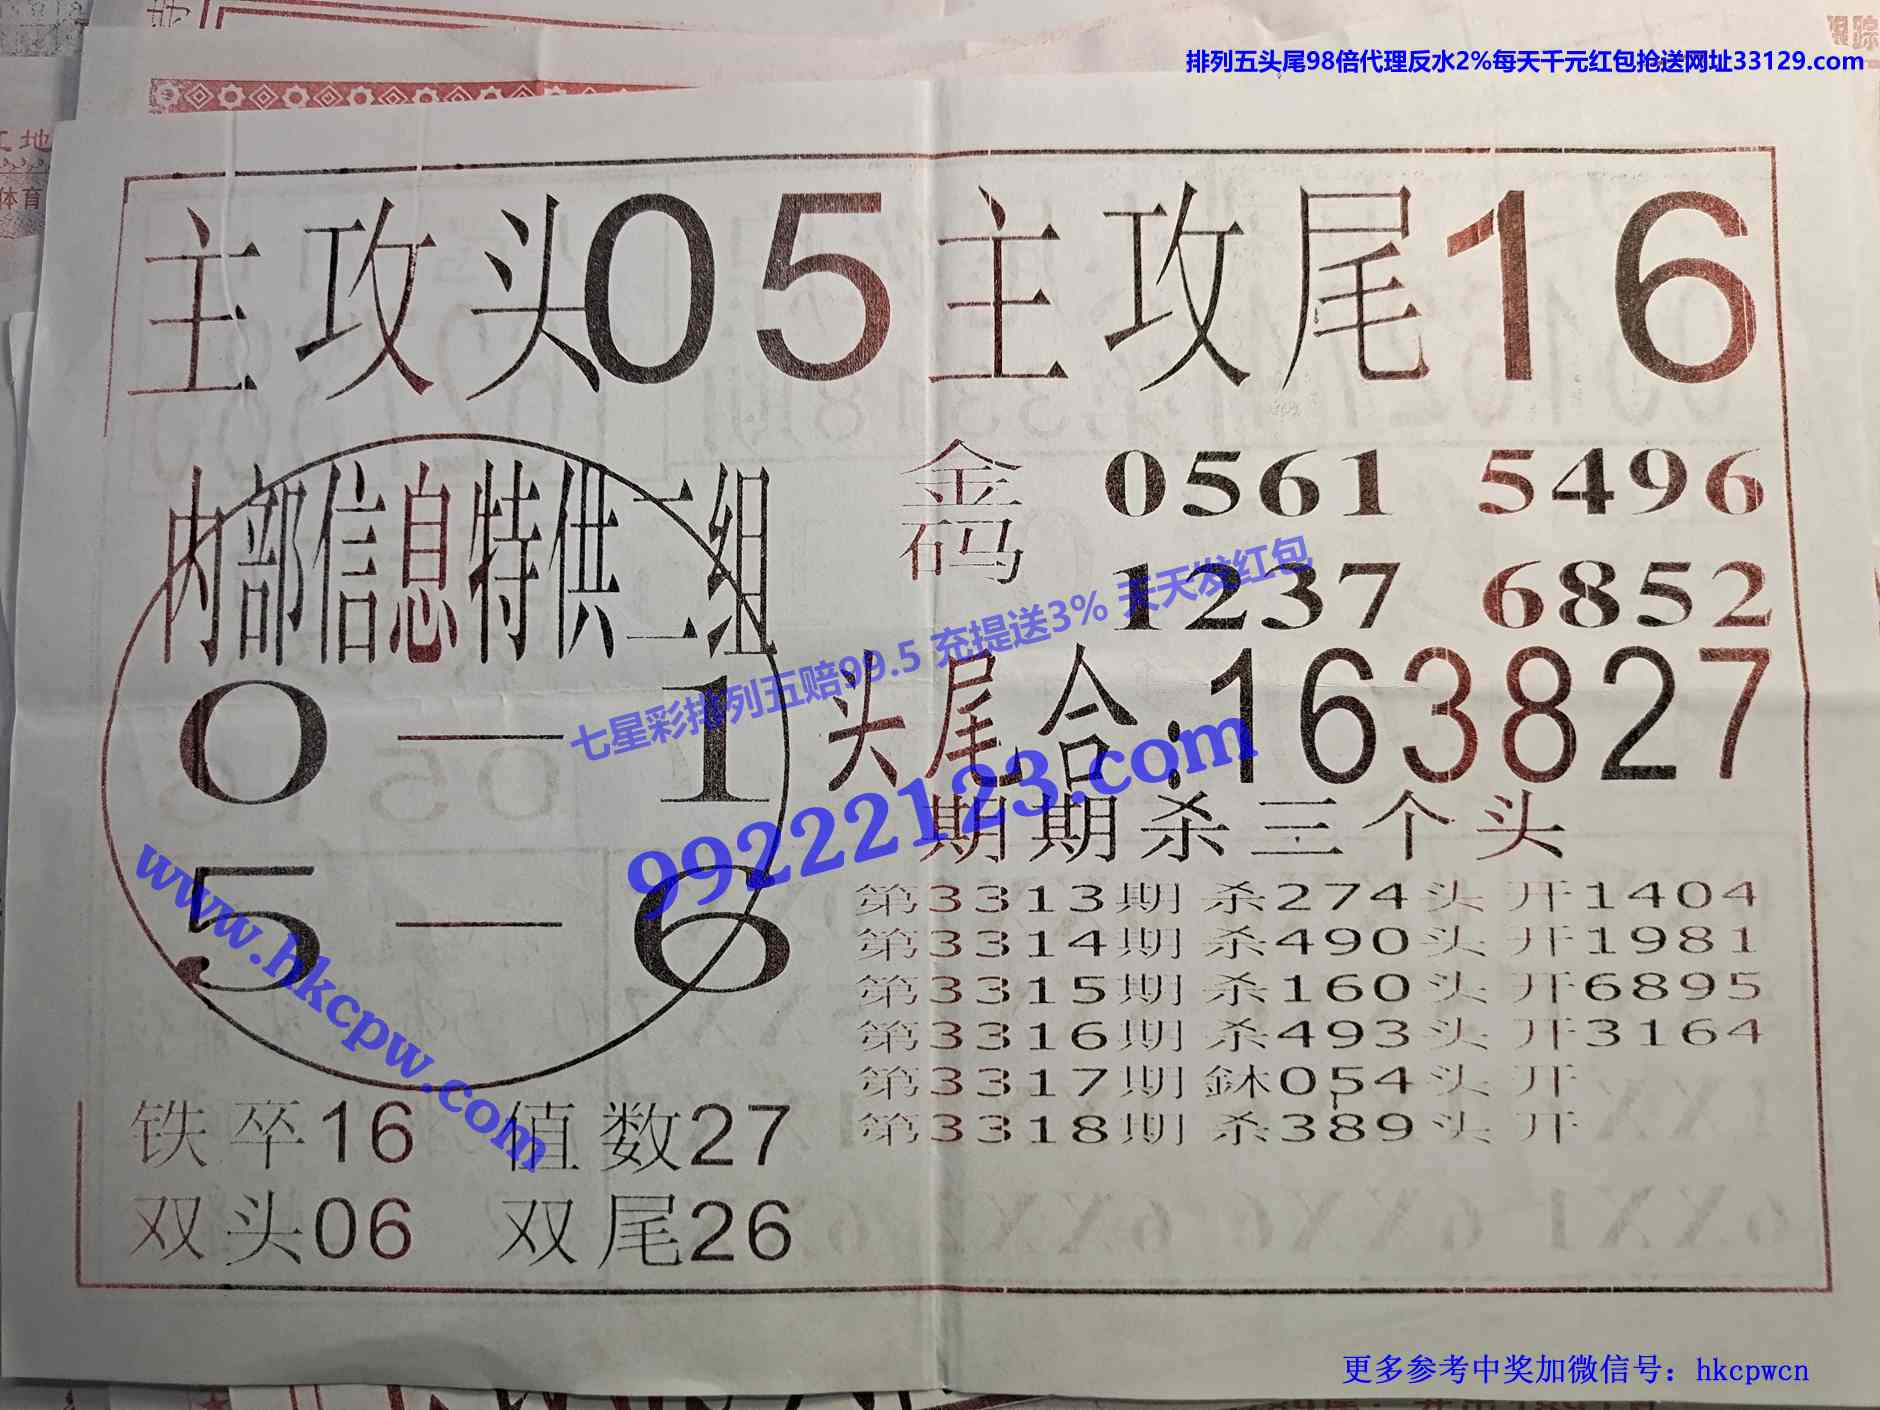 排列五头尾98倍代理反水2%每天千元红包抢送网址33129.com
主攻头05 主攻尾16
内部信息特供二组
0—1
5—6
金码
0561 5496
1237 6852
七星彩排列五赔99.5 充提送3% 天天发红包
头尾合:163827
99222123.com
www.hkcpw.com
期期杀三个头
第3313期 杀274头 开1404
第3314期 杀490头 开1981
第3315期 杀160头 开6895
第3316期 杀493头 开3164
第3317期 054头 开
第3318期 杀389头 开
铁卒16 值数27
双头06 双尾26
更多参考中奖加微信号：hkcpwcn